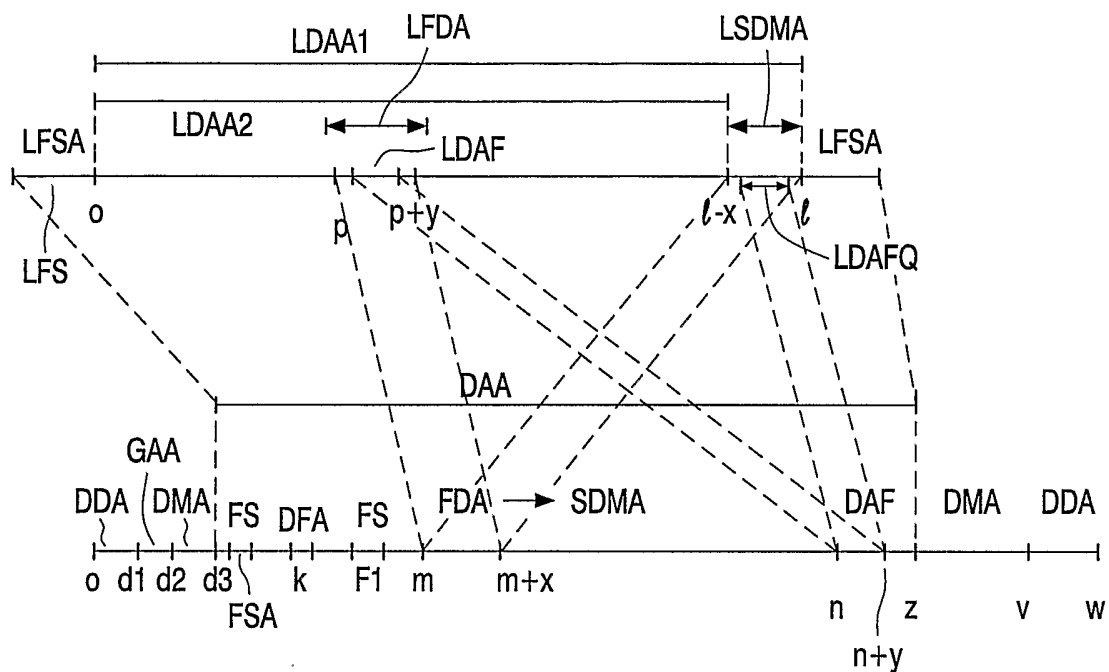 LFDA
LSDMA
LDAA1
LDAA2
LFSA
LDAF
LFSA
o
p
p+y
ℓ-x
ℓ
LFS
LDAFQ
DAA
GAA
DDA
DMA
FS
DFA
FS
FDA
SDMA
DAF
DMA
DDA
o
d1
d2
d3
k
F1
m
m+x
n
z
v
w
FSA
n+y